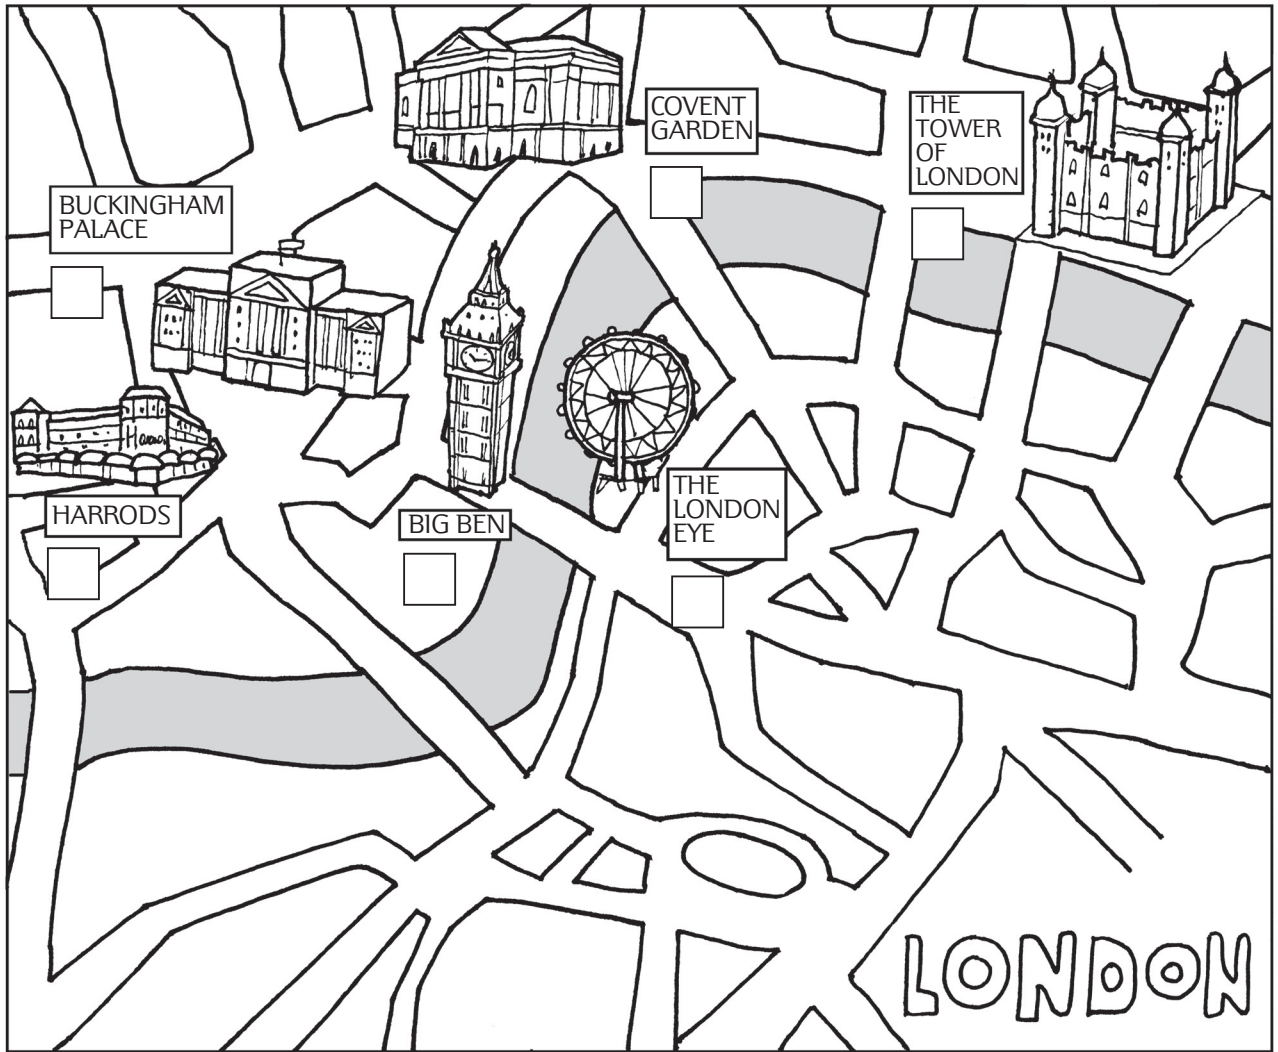 COVENT
GARDEN
THE
TOWER
OF
LONDON
BUCKINGHAM
PALACE
HARRODS
BIG BEN
THE
LONDON
EYE
LONDON